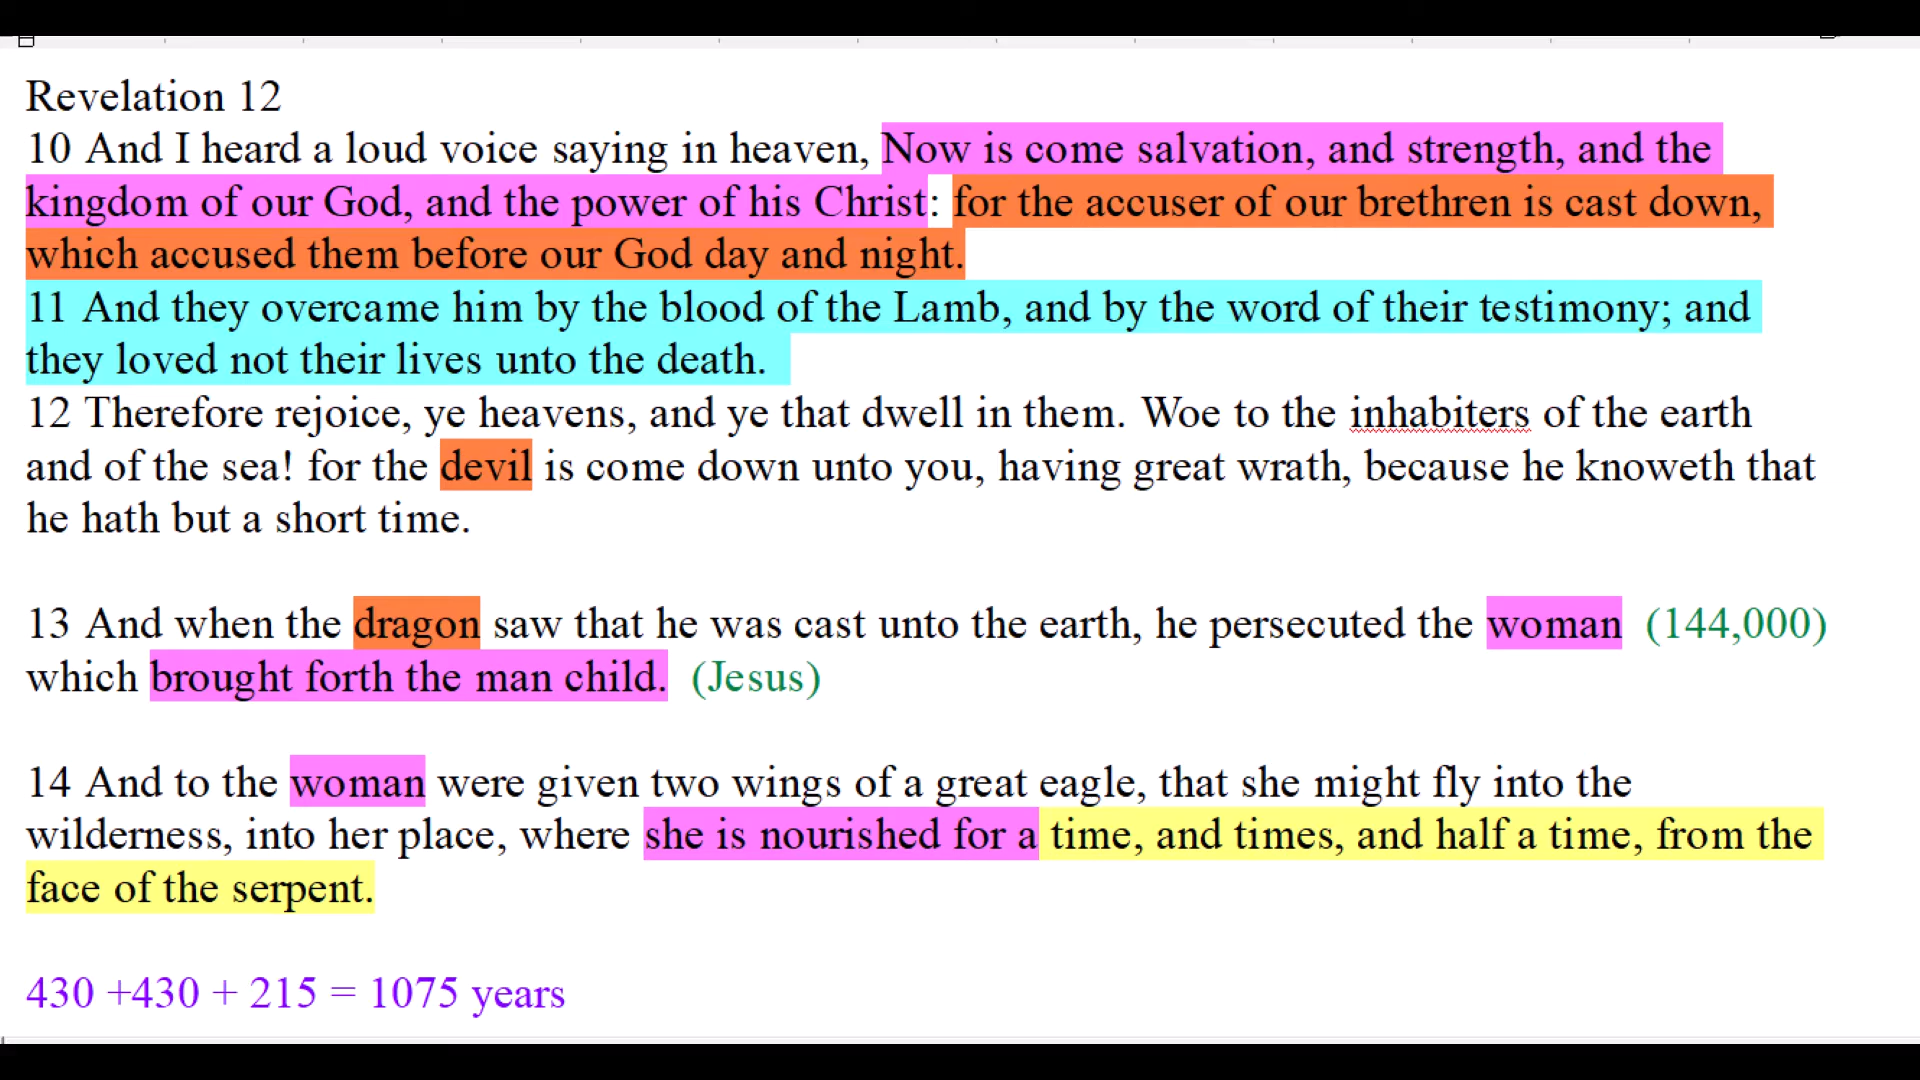 Revelation 12
10 And I heard a loud voice saying in heaven, Now is come salvation, and strength, and the
kingdom of our God, and the power of his Christ: for the accuser of our brethren is cast down,
which accused them before our God day and night.
11 And they overcame him by the blood of the Lamb, and by the word of their testimony; and
they loved not their lives unto the death.
12 Therefore rejoice, ye heavens, and ye that dwell in them. Woe to the inhabiters of the earth
and of the sea! for the devil is come down unto you, having great wrath, because he knoweth that
he hath but a short time.
13 And when the dragon saw that he was cast unto the earth, he persecuted the woman (144,000)
which brought forth the man child. (Jesus)
14 And to the woman were given two wings of a great eagle, that she might fly into the
wilderness, into her place, where she is nourished for a time, and times, and half a time, from the
face of the serpent.
430 +430 + 215 = 1075 years